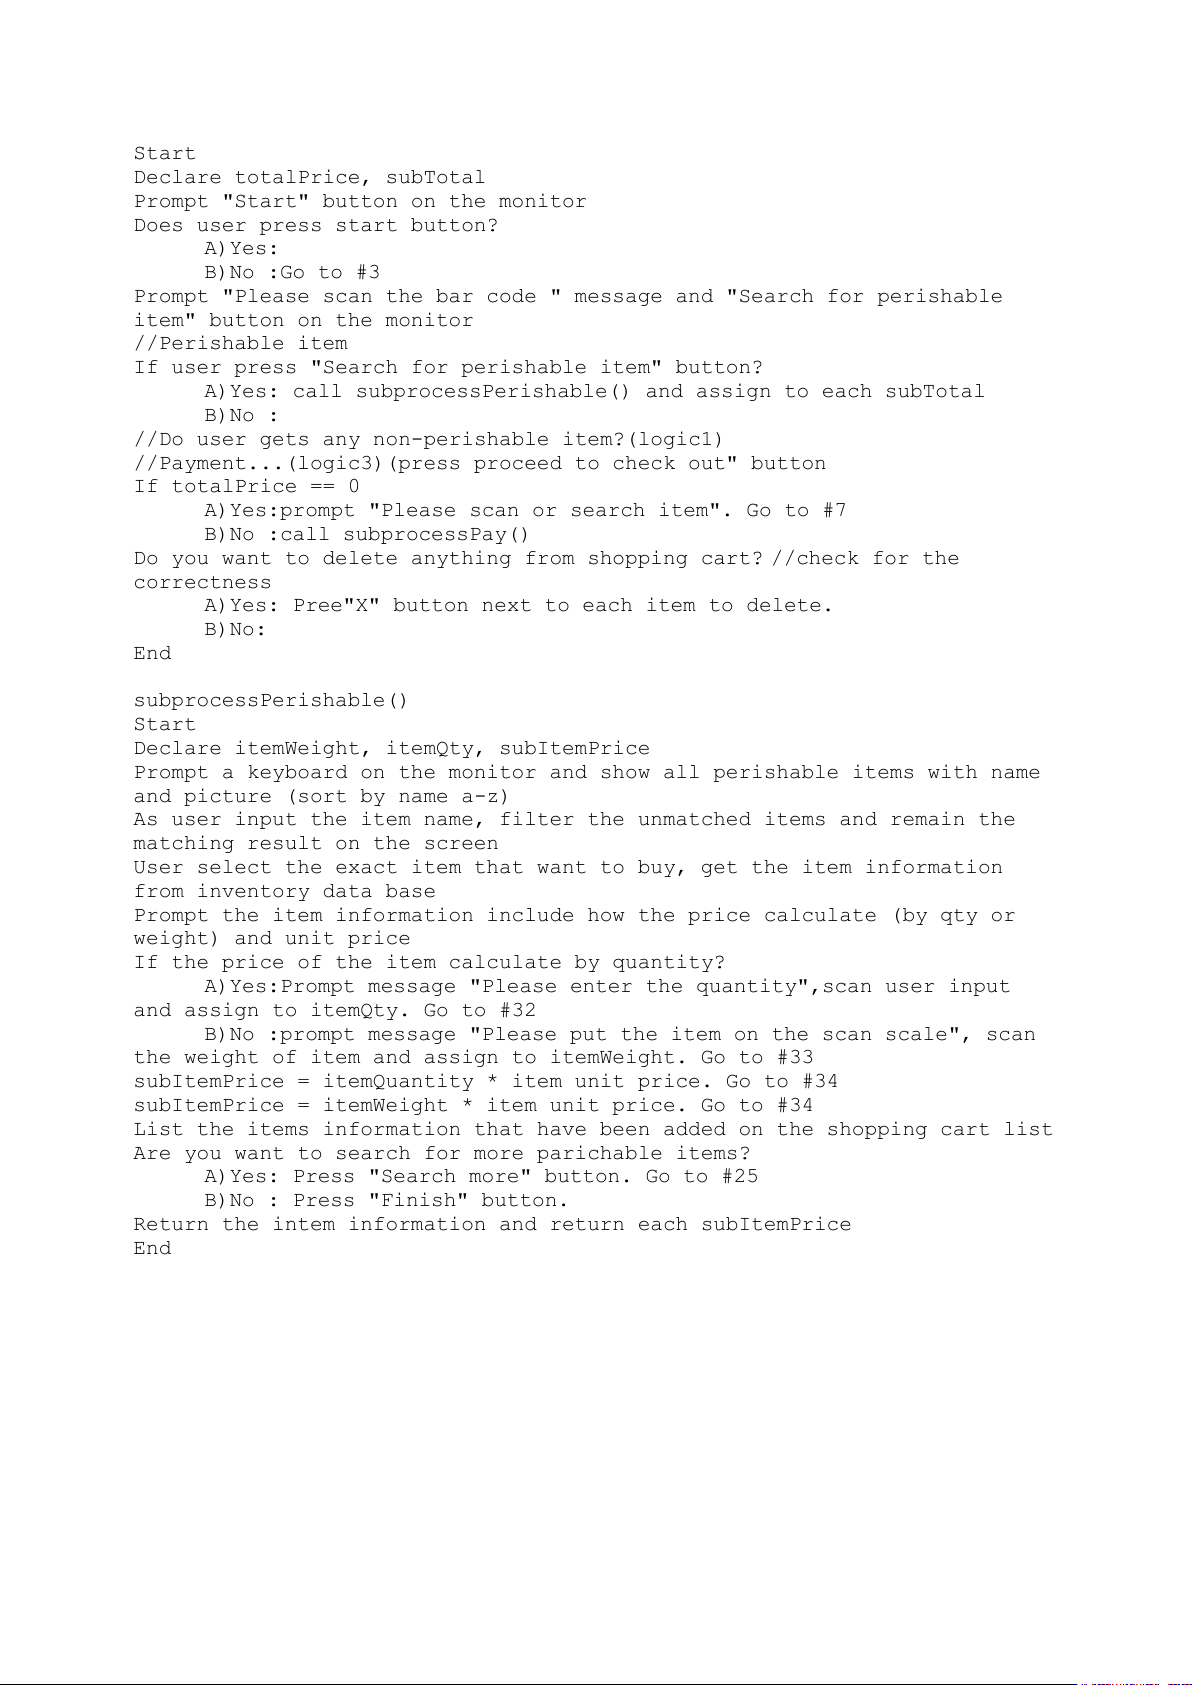 Start
Declare totalPrice, subTotal
Prompt "Start" button on the monitor
Does user press start button?
A)Yes:
B)No :Go to #3
Prompt "Please scan the bar code " message and "Search for perishable
item" button on the monitor
//Perishable item
If user press "Search for perishable item" button?
A)Yes: call subprocessPerishable() and assign to each subTotal
B)No :
//Do user gets any non-perishable item?(logic1)
//Payment...(logic3)(press proceed to check out" button
If totalPrice == 0
A)Yes:prompt "Please scan or search item". Go to #7
B)No :call subprocessPay()
Do you want to delete anything from shopping cart? //check for the
correctness
A)Yes: Pree"X" button next to each item to delete.
B)No:
End
subprocessPerishable()
Start
Declare itemWeight, itemQty, subItemPrice
Prompt a keyboard on the monitor and show all perishable items with name
and picture (sort by name a-z)
As user input the item name, filter the unmatched items and remain the
matching result on the screen
User select the exact item that want to buy, get the item information
from inventory data base
Prompt the item information include how the price calculate (by qty or
weight) and unit price
If the price of the item calculate by quantity?
A)Yes:Prompt message "Please enter the quantity",scan user input
and assign to itemQty. Go to #32
B)No :prompt message "Please put the item on the scan scale", scan
the weight of item and assign to itemWeight. Go to #33
subItemPrice = itemQuantity * item unit price. Go to #34
subItemPrice = itemWeight * item unit price. Go to #34
List the items information that have been added on the shopping cart list
Are you want to search for more parichable items?
A)Yes: Press "Search more" button. Go to #25
B)No : Press "Finish" button.
Return the intem information and return each subItemPrice
End